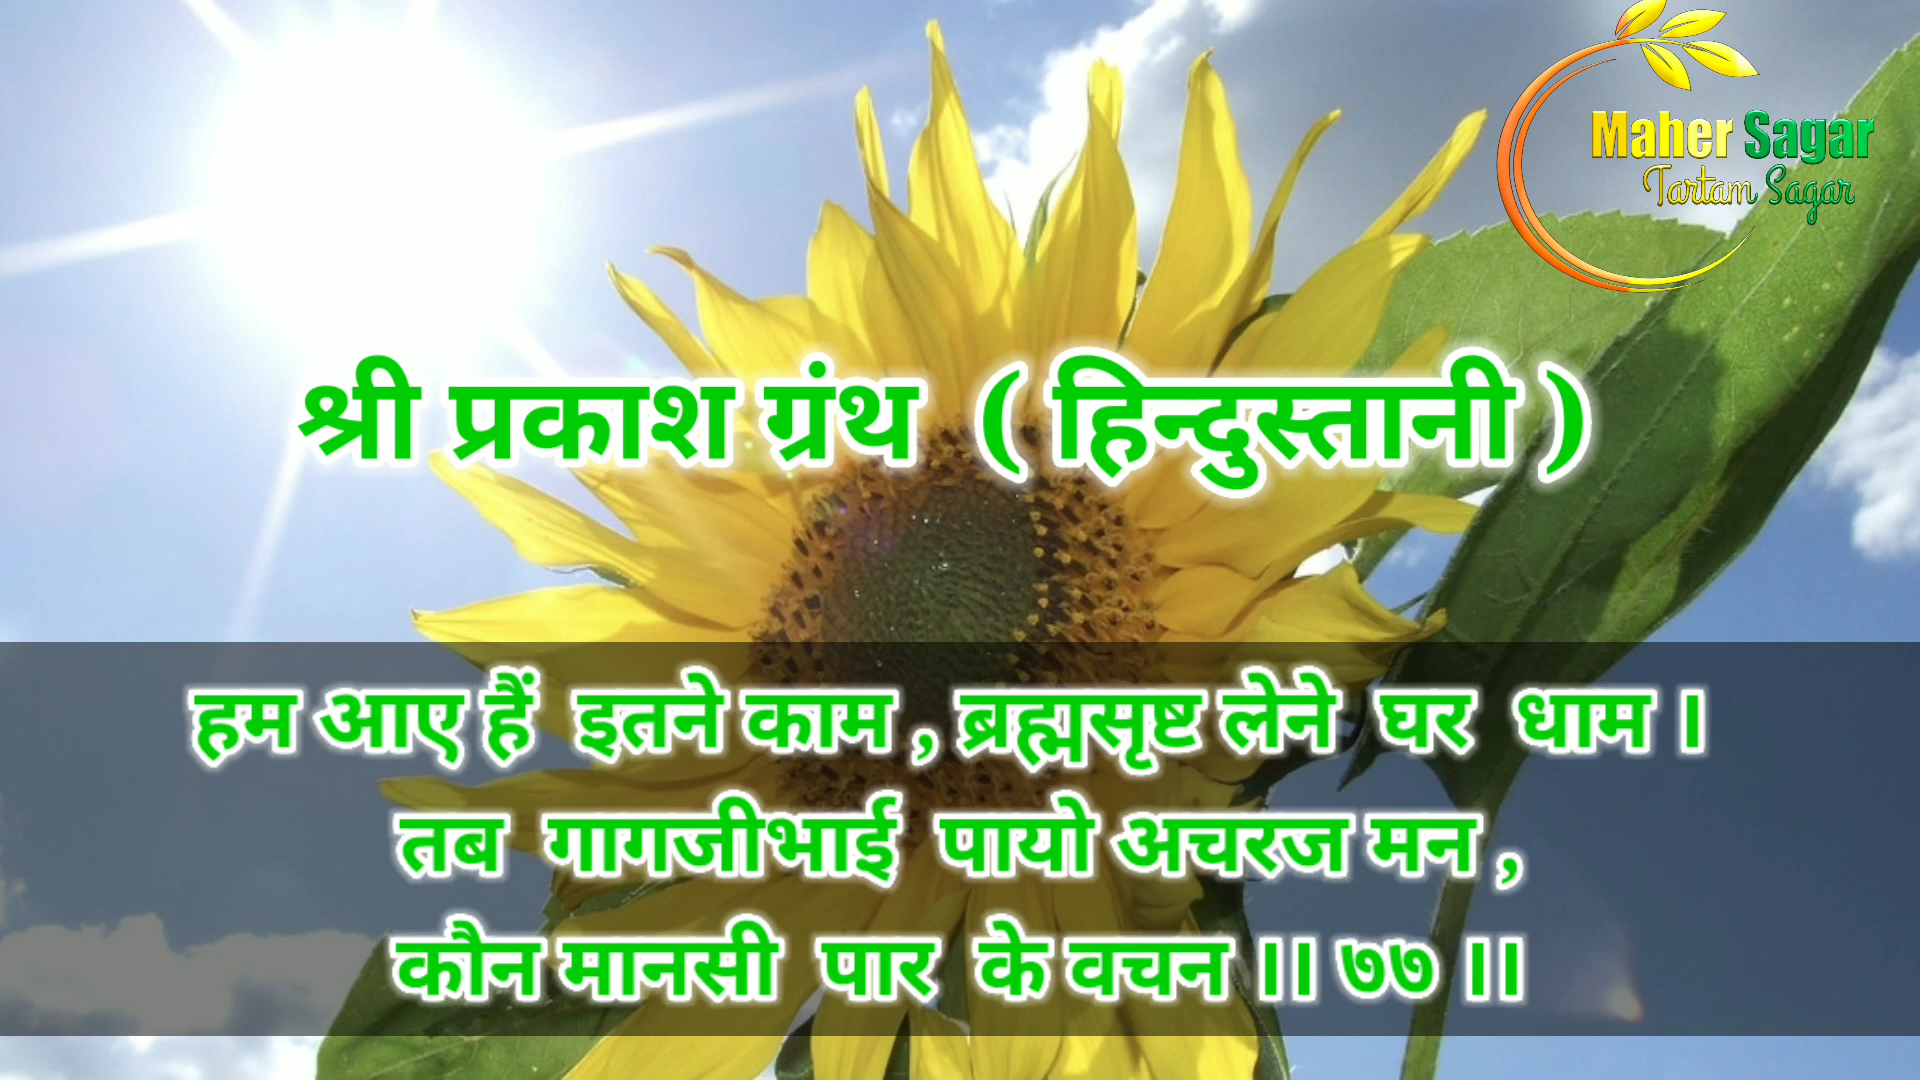 Maher Sagar
Tartam Sagar
श्री प्रकाश ग्रंथ ( हिन्दुस्तानी )
हम आए हैं इतने काम , ब्रह्मसृष्ट लेने घर धाम ।
तब गागजीभाई पायो अचरज मन ,
कौन मानसी पार के वचन ।। ७७ ।।